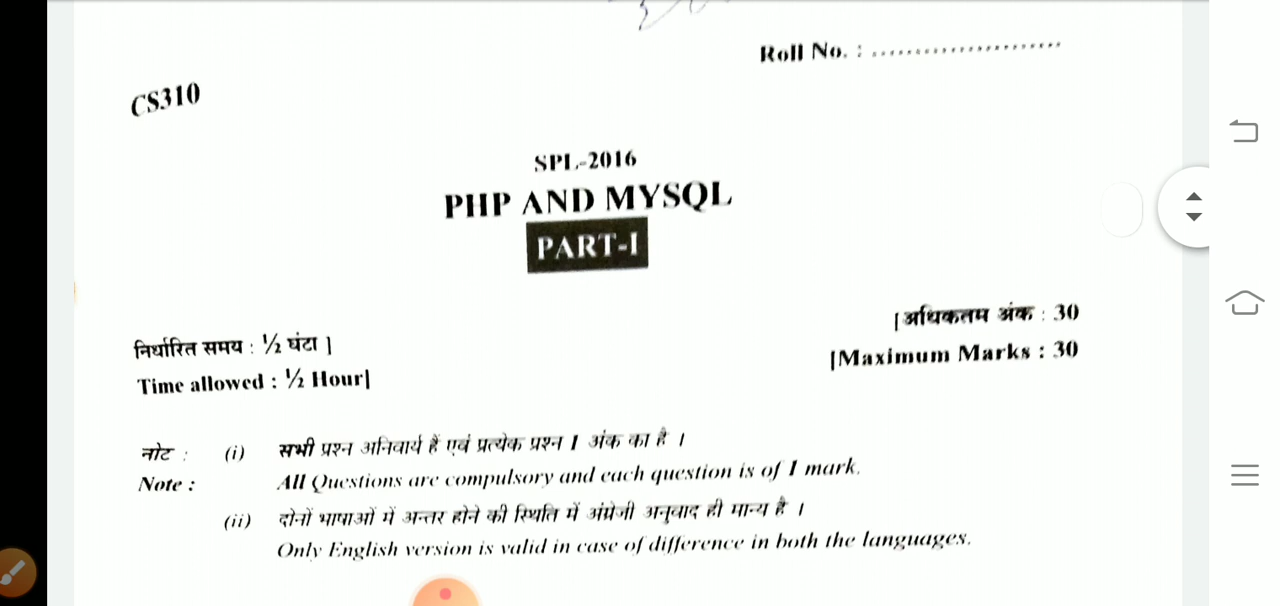 Roll No. : ......................
CS310
SPL-2016
PHP AND MYSQL
PART-I
[अधिकतम अंक : 30
निर्धारित समय : ½ घंटा ]
[Maximum Marks : 30
Time allowed : ½ Hour]
नोट : (i) सभी प्रश्न अनिवार्य हैं एवं प्रत्येक प्रश्न 1 अंक का है ।
Note : All Questions are compulsory and each question is of 1 mark.
(ii) दोनों भाषाओं में अन्तर होने की स्थिति में अंग्रेजी अनुवाद ही मान्य है ।
Only English version is valid in case of difference in both the languages.